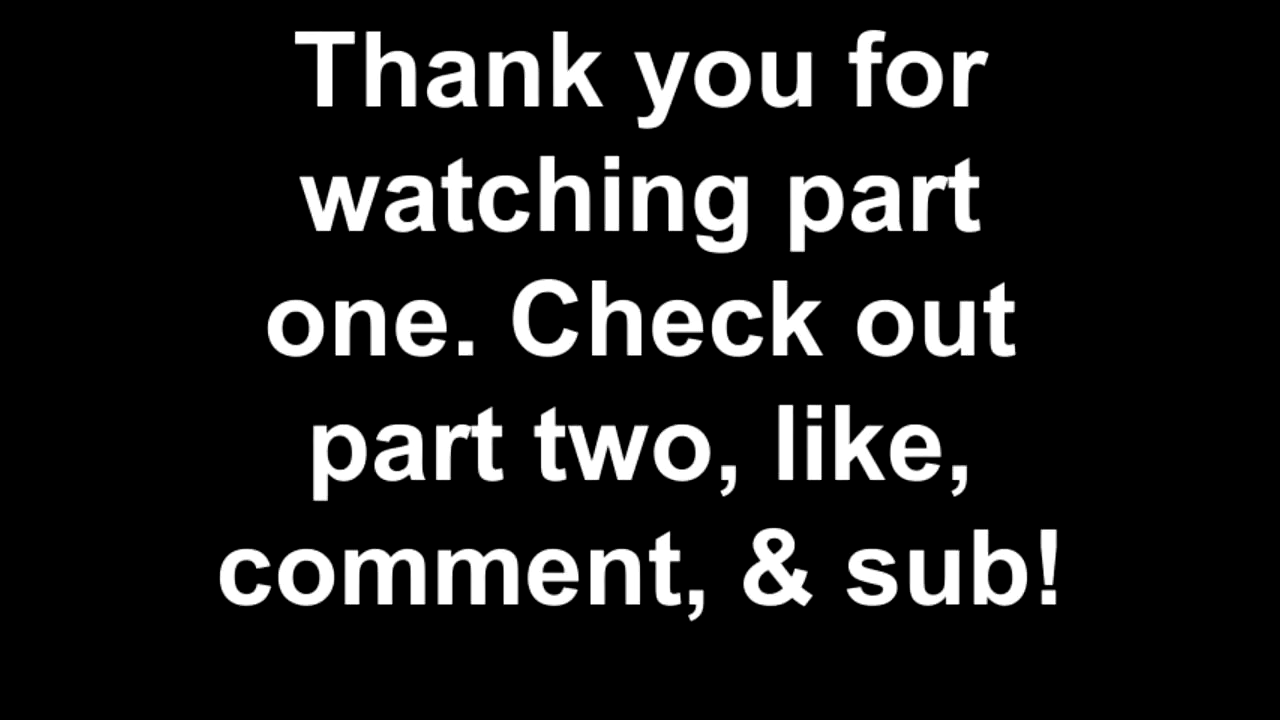 Thank you for
watching part
one. Check out
part two, like,
comment, & sub!